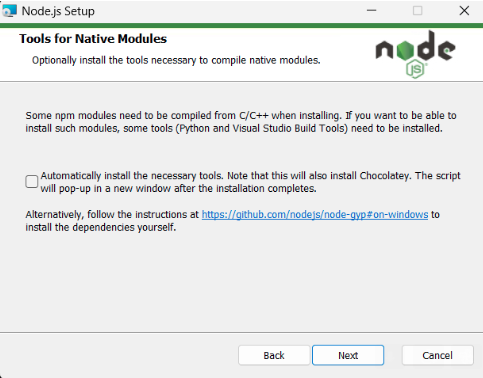 Node.js Setup
Tools for Native Modules
Optionally install the tools necessary to compile native modules.
node
JS
Some npm modules need to be compiled from C/C++ when installing. If you want to be able to
install such modules, some tools (Python and Visual Studio Build Tools) need to be installed.
Automatically install the necessary tools. Note that this will also install Chocolatey. The script
will pop-up in a new window after the installation completes.
Alternatively, follow the instructions at https://github.com/nodejs/node-gyp#on-windows to
install the dependencies yourself.
Back Next Cancel